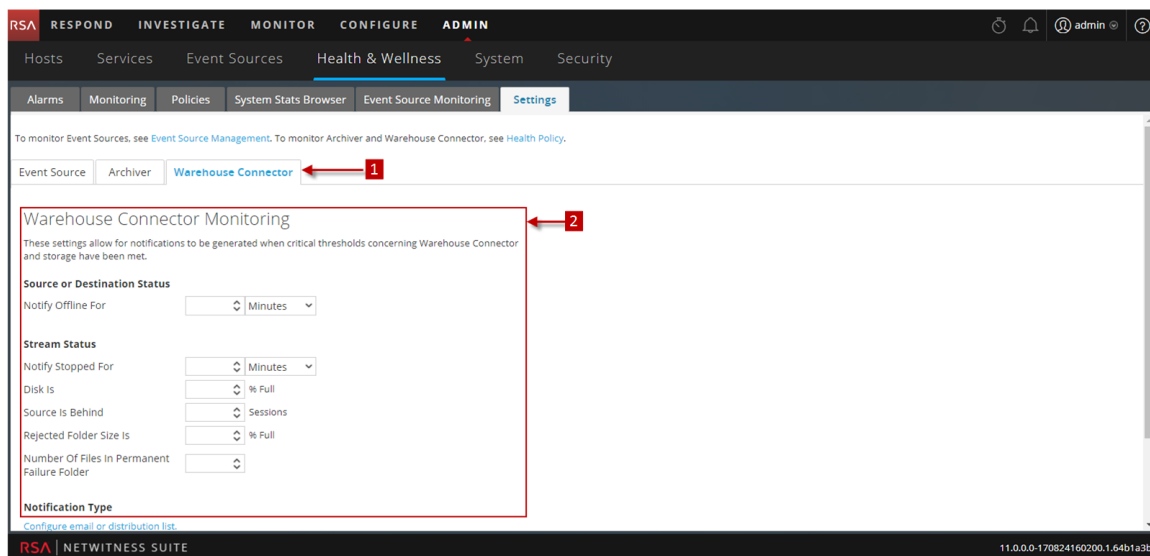 RSA RESPOND INVESTIGATE MONITOR CONFIGURE ADMIN admin
Hosts Services Event Sources Health & Wellness System Security
Alarms Monitoring Policies System Stats Browser Event Source Monitoring Settings
To monitor Event Sources, see Event Source Management. To monitor Archiver and Warehouse Connector, see Health Policy.
Event Source Archiver Warehouse Connector 1
Warehouse Connector Monitoring 2
These settings allow for notifications to be generated when critical thresholds concerning Warehouse Connector
and storage have been met.
Source or Destination Status
Notify Offline For Minutes
Stream Status
Notify Stopped For Minutes
Disk Is % Full
Source Is Behind Sessions
Rejected Folder Size Is % Full
Number Of Files In Permanent
Failure Folder
Notification Type
Configure email or distribution list.
RSA | NETWITNESS SUITE 11.0.0.0-170824160200.1.64b1a3b